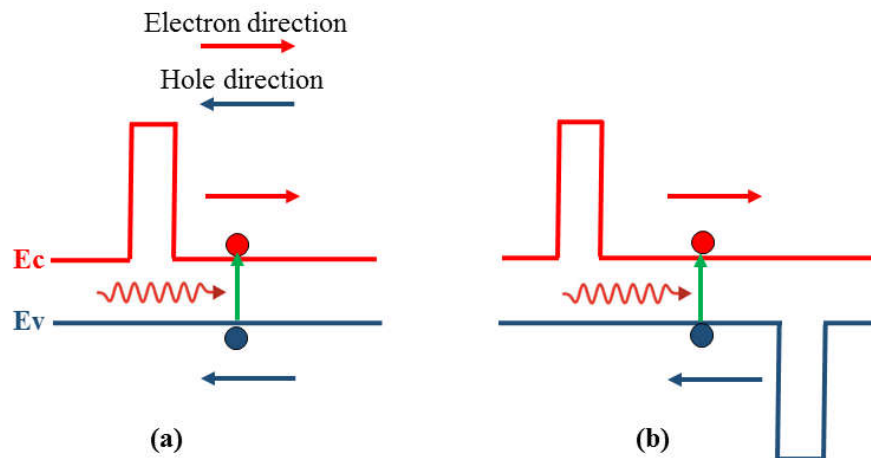 Electron direction
Hole direction
Ec
Ev
(a)
(b)